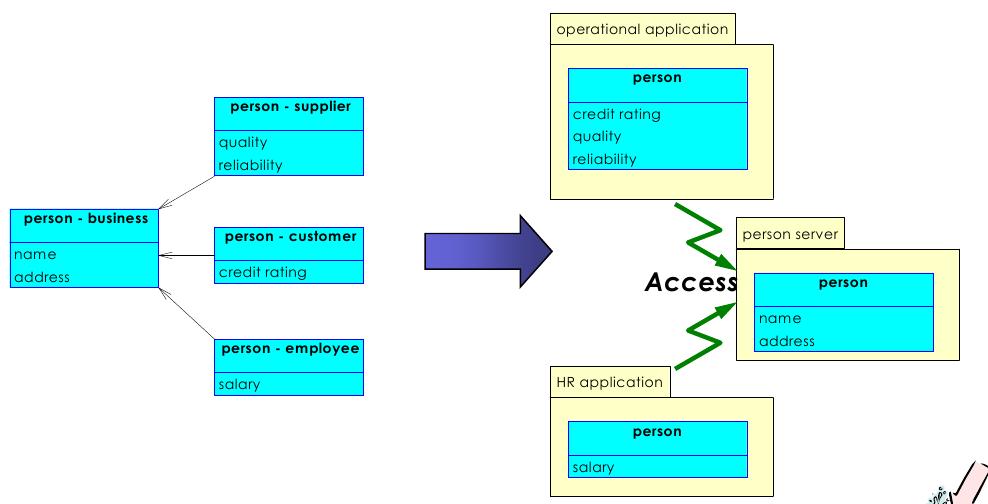 person - supplier
quality
reliability
person - business
name
address
person - customer
credit rating
person - employee
salary
operational application
person
credit rating
quality
reliability
Access
person server
person
name
address
HR application
person
salary